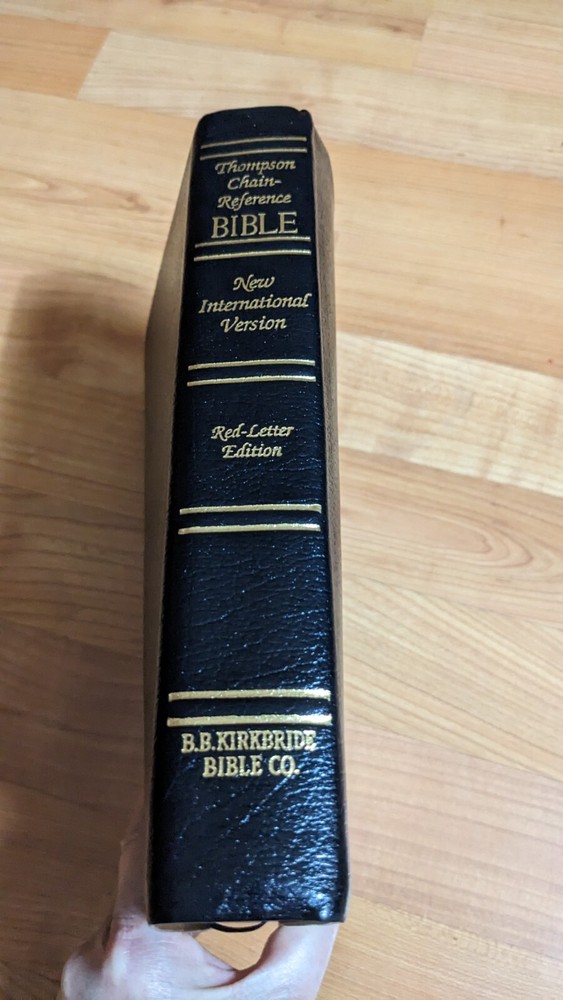 Thompson
Chain-
Reference
BIBLE
New
International
Version
Red-Letter
Edition
B.B.KIRKBRIDE
BIBLE CO.